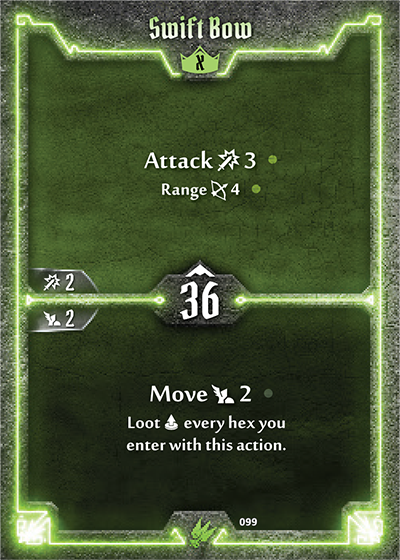 Swift Bow
X
Attack 3
Range 4
2
36
2
Move 2
Loot every hex you
enter with this action.
099